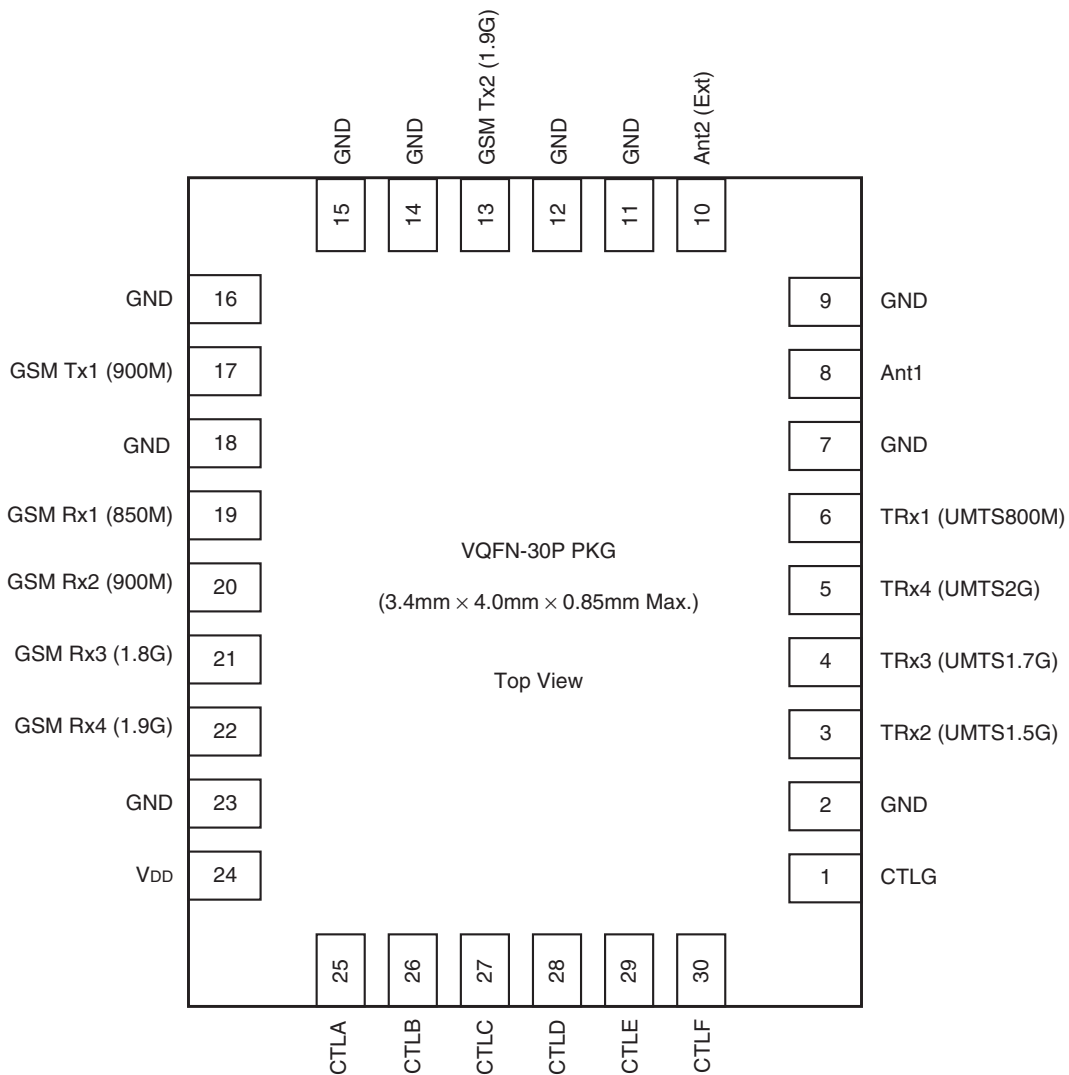 GND
GND
GSM Tx2 (1.9G)
GND
GND
Ant2 (Ext)
15
14
13
12
11
10
GND
16
9
GND
GSM Tx1 (900M)
17
8
Ant1
GND
18
7
GND
GSM Rx1 (850M)
19
6
TRx1 (UMTS800M)
VQFN-30P PKG
GSM Rx2 (900M)
20
(3.4mm × 4.0mm × 0.85mm Max.)
5
TRx4 (UMTS2G)
GSM Rx3 (1.8G)
21
Top View
4
TRx3 (UMTS1.7G)
GSM Rx4 (1.9G)
22
3
TRx2 (UMTS1.5G)
GND
23
2
GND
VDD
24
1
CTLG
25
26
27
28
29
30
CTLA
CTLB
CTLC
CTLD
CTLE
CTLF